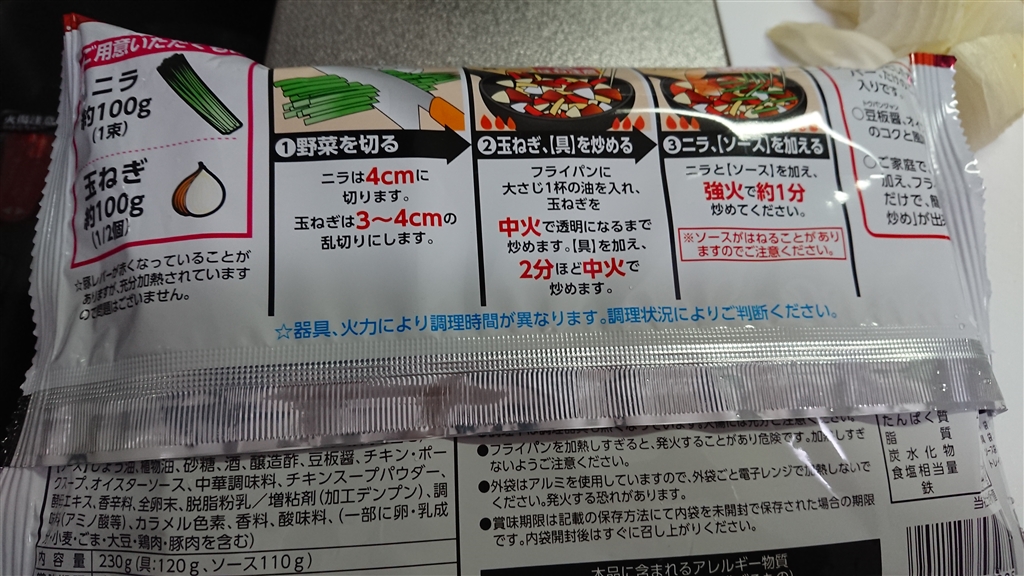 ご用意いただくもの
ニラ
約100g
(1束)
玉ねぎ
約100g
(1/2個)
ので問題はございません。
①野菜を切る
ニラは4cmに
切ります。
玉ねぎは3〜4cmの
乱切りにします。
②玉ねぎ、【具】を炒める
フライパンに
大さじ1杯の油を入れ、
玉ねぎを
中火で透明になるまで
炒めます。【具】を加え、
2分ほど中火で
炒めます。
③ニラ、【ソース】を加える
ニラと【ソース】を加え、
強火で約1分
炒めてください。
※ソースがはねることがあり
ますのでご注意ください。
入りです
○豆板醤、オイ
のコクと
○ご家庭で
加え、フラ
だけで、簡
炒め」が出
☆蒸しレバーが赤くなっていることが
ありますが、充分加熱されています
☆器具、火力により調理時間が異なります。調理状況によりご判断ください。
しょうゆ、植物油、砂糖、酒、醸造酢、豆板醤、チキン・ポー
クスープ、オイスターソース、中華調味料、チキンスープパウダー、
酵母エキス、香辛料、全卵末、脱脂粉乳／増粘剤(加工デンプン)、調
味料(アミノ酸等)、カラメル色素、香料、酸味料、(一部に卵・乳成
分・小麦・ごま・大豆・鶏肉・豚肉を含む)
内容量 230g(具:120g、ソース110g)
●フライパンを加熱しすぎると、発火することがあり危険です。加熱しすぎ
ないようご注意ください。
●外袋はアルミを使用していますので、外袋ごと電子レンジで加熱しないで
ください。発火する恐れがあります。
●賞味期限は記載の保存方法にて内袋を未開封で保存された場合の期限
です。内袋開封後はすぐに召し上がりください。
本品に含まれるアレルギー物質
たんぱく質
脂質
炭水化物
食塩相当量
鉄